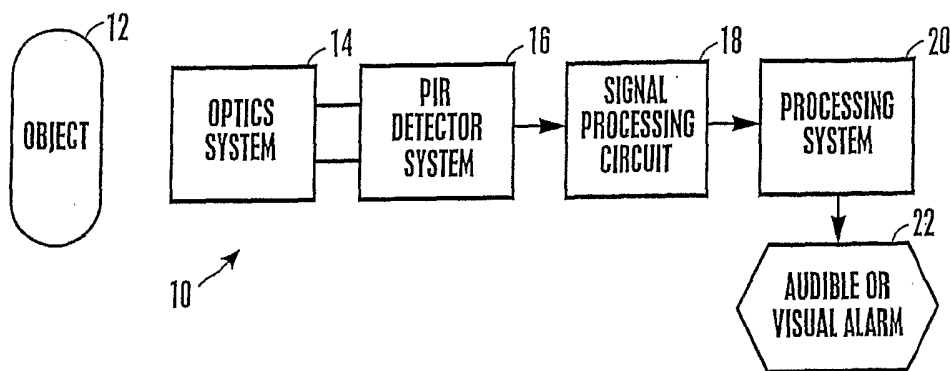 12
OBJECT
14
OPTICS
SYSTEM
16
PIR
DETECTOR
SYSTEM
18
SIGNAL
PROCESSING
CIRCUIT
20
PROCESSING
SYSTEM
22
AUDIBLE OR
VISUAL ALARM
10